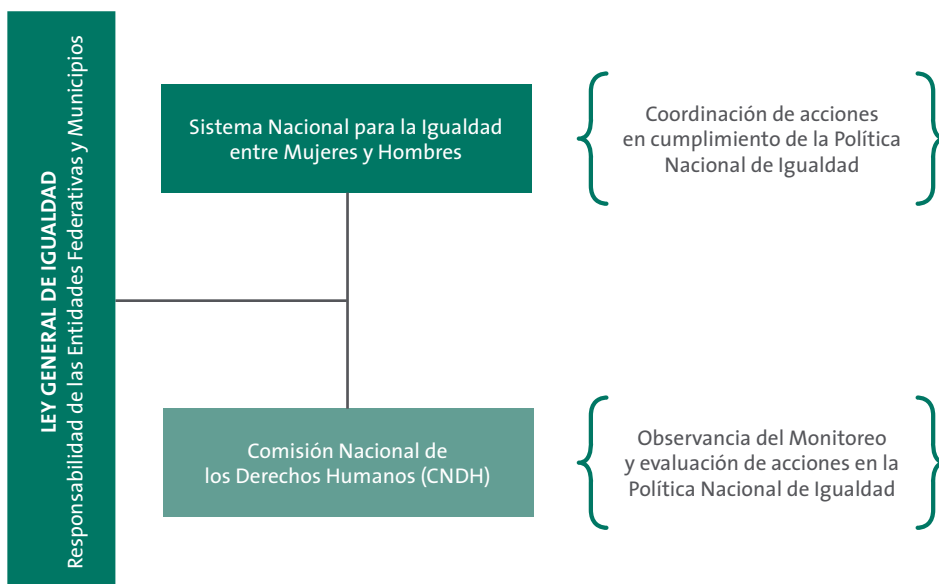 LEY GENERAL DE IGUALDAD
Responsabilidad de las Entidades Federativas y Municipios
Sistema Nacional para la Igualdad
entre Mujeres y Hombres
Coordinación de acciones
en cumplimiento de la Política
Nacional de Igualdad
Comisión Nacional de
los Derechos Humanos (CNDH)
Observancia del Monitoreo
y evaluación de acciones en la
Política Nacional de Igualdad